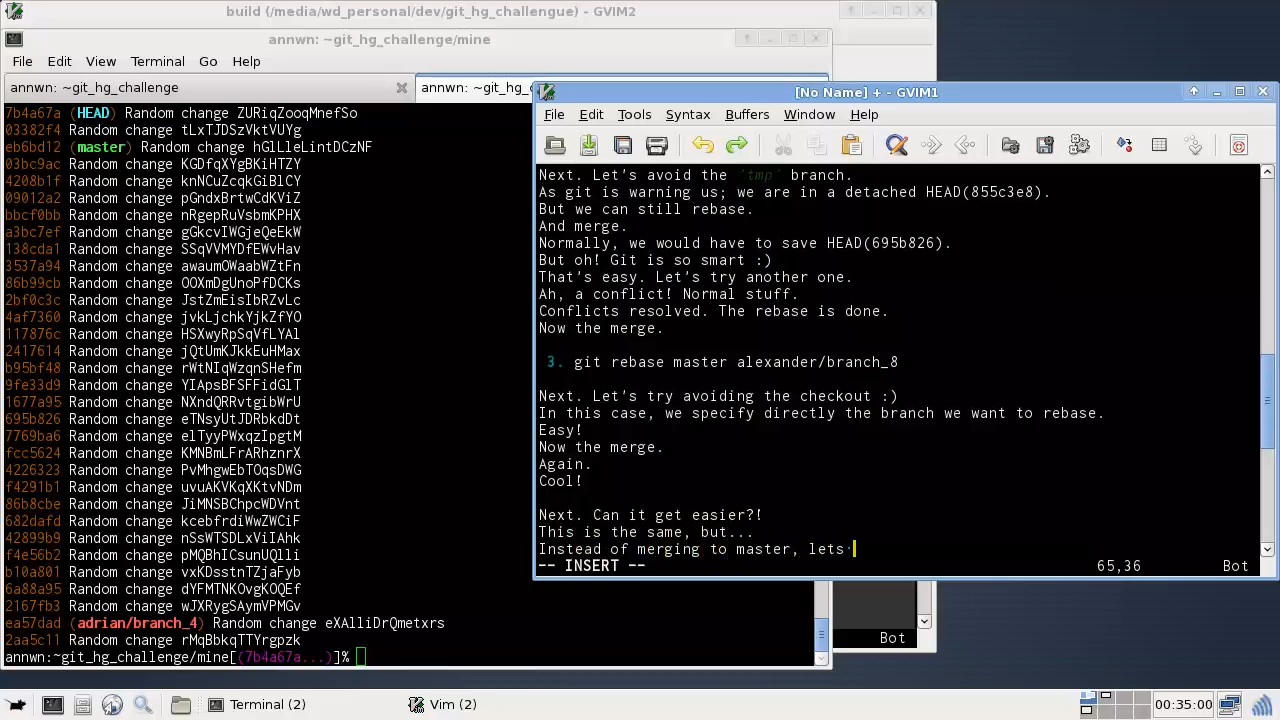 build (/media/wd_personal/dev/git_hg_challengue) - GVIM2
annwn: ~git_hg_challenge/mine
File Edit View Terminal Go Help
annwn: ~git_hg_challenge
annwn: ~git_hg_
7b4a67a (HEAD) Random change ZURiqZooqMnefSo
03382f4 Random change tLxTJDSzVktVUYg
eb6bd12 (master) Random change hGlLleLintDCzNF
03bc9ac Random change KGDfqXYgBKiHTZY
4208b1f Random change knNCuZcqkGiBlCY
09012a2 Random change pGndxBrtwCdKViZ
bbcf0bb Random change nRgepRuVsbmKPHX
a3bc7ef Random change gGkcvIWGjeQeEkW
138cda1 Random change SSqVVMYDfEWvHav
3537a94 Random change awaumOWaabWZtFn
86b99cb Random change OOXmDgUnoPfDCKs
2bf0c3c Random change JstZmEisIbRZvLc
4af7360 Random change jvkLjchkYjkZfYO
117876c Random change HSXwyRpSqVfLYAl
2417614 Random change jQtUmKJkkEuHMax
b95bf48 Random change rWtNIqWzqnSHefm
9fe33d9 Random change YIApsBFSFFidGlT
1677a95 Random change NXndQRRvtgibWrU
695b826 Random change eTNsyUtJDRbkdDt
7769ba6 Random change elTyyPWxqzIpgtM
fcc5624 Random change KMNBmLFrARhznrX
4226323 Random change PvMhgwEbTOqsDWG
f4291b1 Random change uvuAKVKqXKtvNDm
86b8cbe Random change JiMNSBChpcWDVnt
682dafd Random change kcebfrdiWwZWCiF
42899b9 Random change nSsWTSDLxViIAhk
f4e56b2 Random change pMQBhICsunUQlli
b10a801 Random change vxKDsstnTZjaFyb
6a88a95 Random change dYFMTNKOvgKOQEf
2167fb3 Random change wJXRygSAymVPMGv
ea57dad (adrian/branch_4) Random change eXAlliDrQmetxrs
2aa5c11 Random change rMqBbkqTTYrgpzk
annwn:~git_hg_challenge/mine[(7b4a67a...)]%
[No Name] + - GVIM1
File Edit Tools Syntax Buffers Window Help
Next. Let's avoid the 'tmp' branch.
As git is warning us; we are in a detached HEAD(855c3e8).
But we can still rebase.
And merge.
Normally, we would have to save HEAD(695b826).
But oh! Git is so smart :)
That's easy. Let's try another one.
Ah, a conflict! Normal stuff.
Conflicts resolved. The rebase is done.
Now the merge.
3. git rebase master alexander/branch_8
Next. Let's try avoiding the checkout :)
In this case, we specify directly the branch we want to rebase.
Easy!
Now the merge.
Again.
Cool!
Next. Can it get easier?!
This is the same, but...
Instead of merging to master, lets·
-- INSERT -- 65,36 Bot
Bot
Terminal (2) Vim (2) 00:35:00